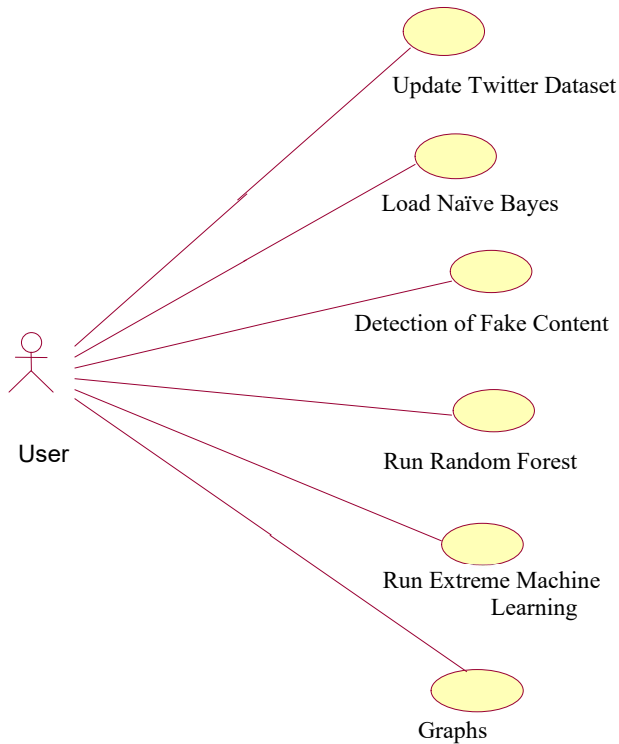 Update Twitter Dataset
Load Naïve Bayes
Detection of Fake Content
User
Run Random Forest
Run Extreme Machine
Learning
Graphs